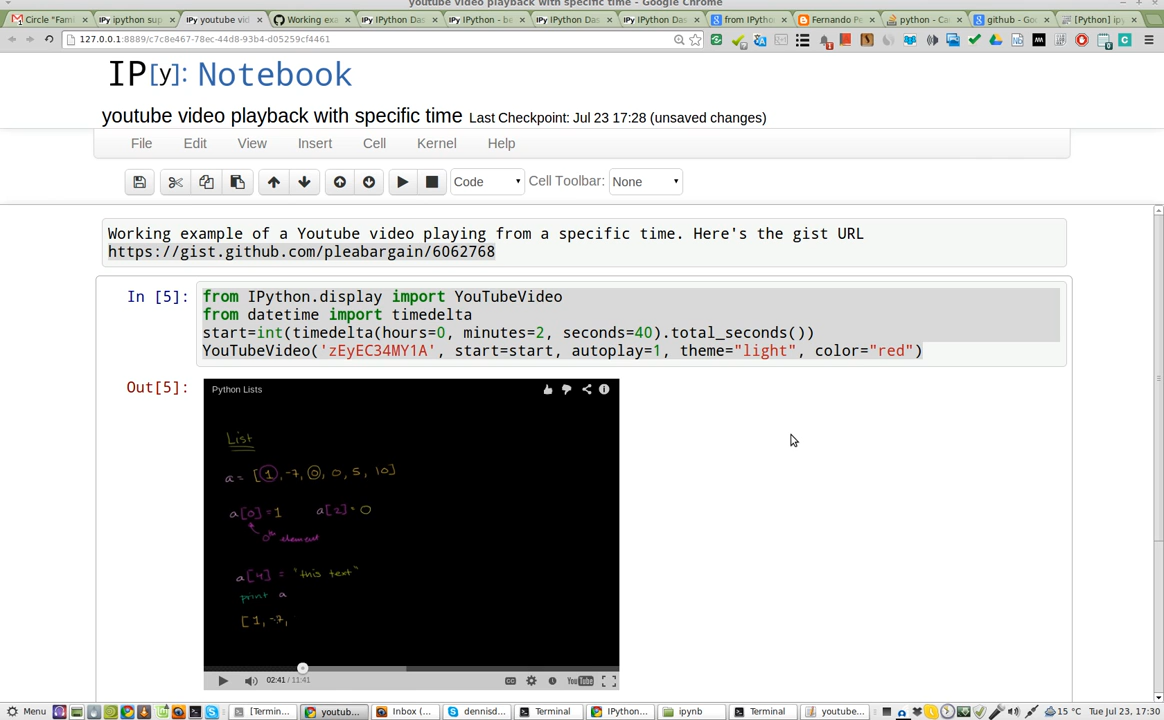 youtube video playback with specific time - Google Chrome
Circle "Fami
ipython sup
youtube vid
Working exa
IPython Das
IPython - be
IPython Das
IPython Das
from IPytho
Fernando Pe
python - Ca
github - Goo
[Python] ipy
127.0.0.1:8889/c7c8e467-78ec-44d8-93b4-d05259cf4461
IP[y]: Notebook
youtube video playback with specific time Last Checkpoint: Jul 23 17:28 (unsaved changes)
File Edit View Insert Cell Kernel Help
Code Cell Toolbar: None
Working example of a Youtube video playing from a specific time. Here's the gist URL
https://gist.github.com/pleabargain/6062768
In [5]:
from IPython.display import YouTubeVideo
from datetime import timedelta
start=int(timedelta(hours=0, minutes=2, seconds=40).total_seconds())
YouTubeVideo('zEyEC34MY1A', start=start, autoplay=1, theme="light", color="red")
Out[5]:
Python Lists
List
a = [1, -7, 0, 0, 5, 10]
a[0] = 1 a[2] = 0
0th element
a[4] = "this text"
print a
[1, -7,
02:41 / 11:41
CC YouTube
Menu [Termin... youtub... Inbox (... dennisd... Terminal IPython... ipynb Terminal youtube... 15 °C Tue Jul 23, 17:30